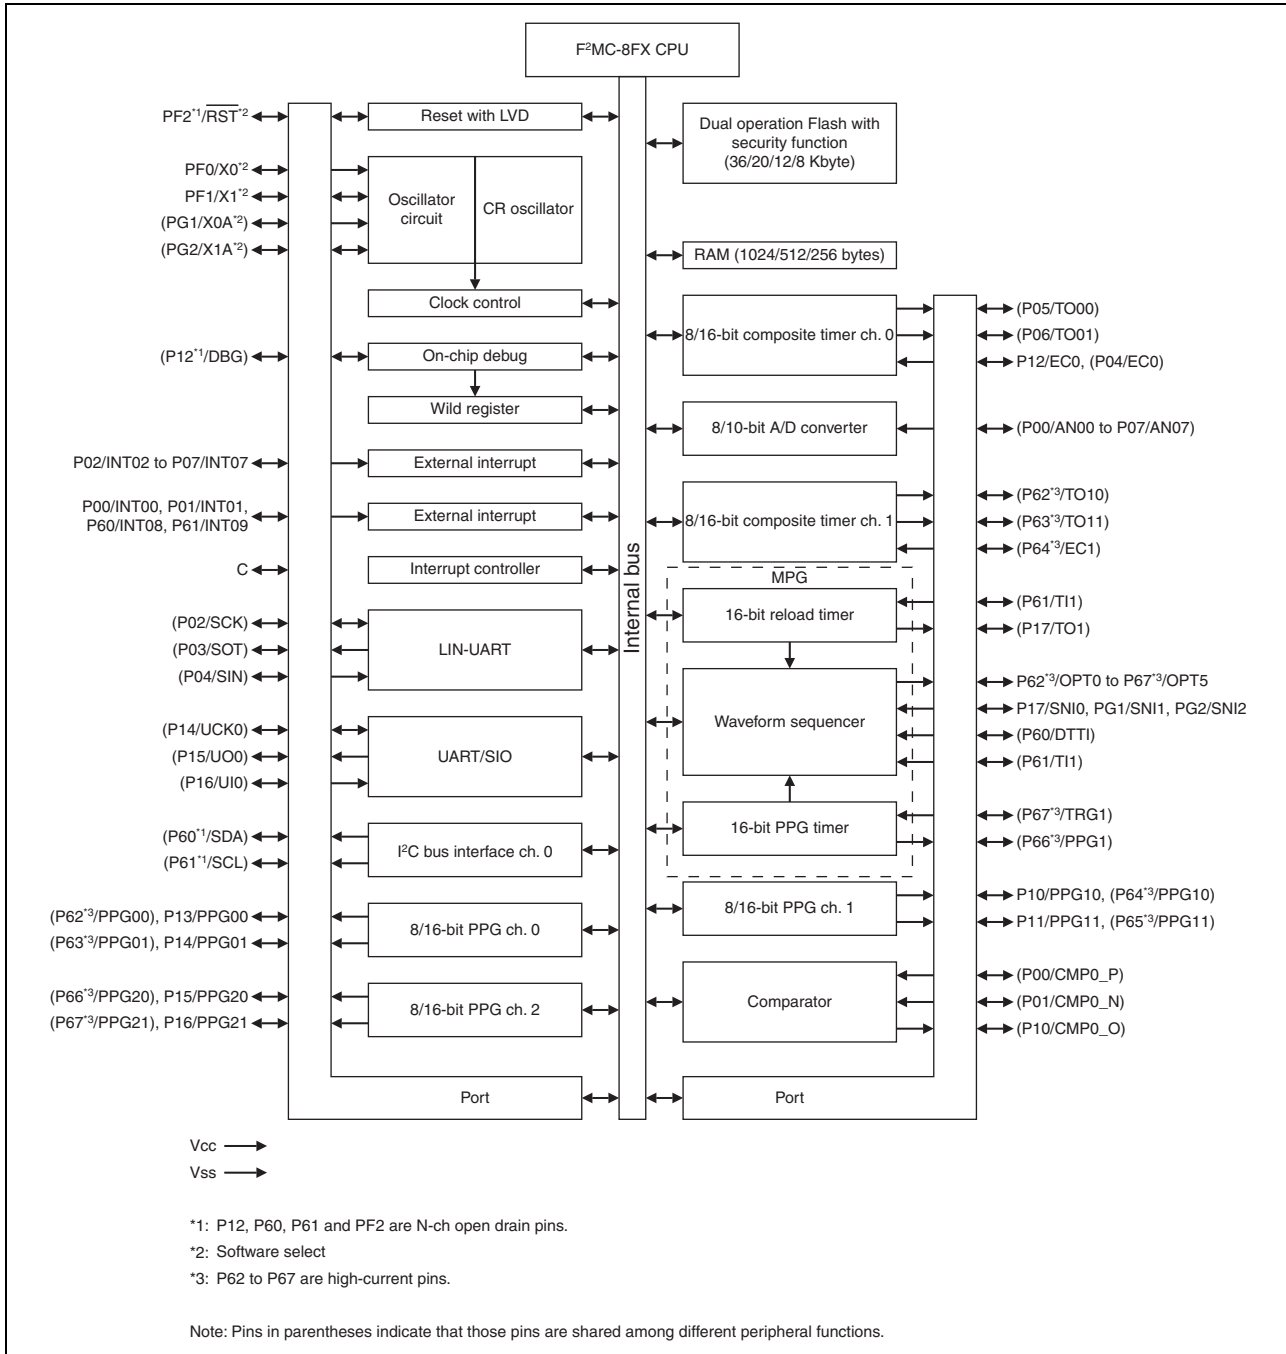 F²MC-8FX CPU
PF2*1/RST*2
Reset with LVD
Dual operation Flash with
security function
(36/20/12/8 Kbyte)
PF0/X0*2
PF1/X1*2
(PG1/X0A*2)
(PG2/X1A*2)
Oscillator
circuit
CR oscillator
RAM (1024/512/256 bytes)
Clock control
8/16-bit composite timer ch. 0
(P05/TO00)
(P06/TO01)
P12/EC0, (P04/EC0)
(P12*1/DBG)
On-chip debug
Wild register
8/10-bit A/D converter
(P00/AN00 to P07/AN07)
P02/INT02 to P07/INT07
External interrupt
P00/INT00, P01/INT01,
P60/INT08, P61/INT09
External interrupt
8/16-bit composite timer ch. 1
(P62*3/TO10)
(P63*3/TO11)
(P64*3/EC1)
C
Interrupt controller
Internal bus
MPG
16-bit reload timer
(P61/TI1)
(P17/TO1)
(P02/SCK)
(P03/SOT)
(P04/SIN)
LIN-UART
Waveform sequencer
P62*3/OPT0 to P67*3/OPT5
P17/SNI0, PG1/SNI1, PG2/SNI2
(P60/DTTI)
(P61/TI1)
(P14/UCK0)
(P15/UO0)
(P16/UI0)
UART/SIO
16-bit PPG timer
(P67*3/TRG1)
(P66*3/PPG1)
(P60*1/SDA)
(P61*1/SCL)
I²C bus interface ch. 0
8/16-bit PPG ch. 1
P10/PPG10, (P64*3/PPG10)
P11/PPG11, (P65*3/PPG11)
(P62*3/PPG00), P13/PPG00
(P63*3/PPG01), P14/PPG01
8/16-bit PPG ch. 0
Comparator
(P00/CMP0_P)
(P01/CMP0_N)
(P10/CMP0_O)
(P66*3/PPG20), P15/PPG20
(P67*3/PPG21), P16/PPG21
8/16-bit PPG ch. 2
Port
Port
Vcc
Vss
*1: P12, P60, P61 and PF2 are N-ch open drain pins.
*2: Software select
*3: P62 to P67 are high-current pins.
Note: Pins in parentheses indicate that those pins are shared among different peripheral functions.